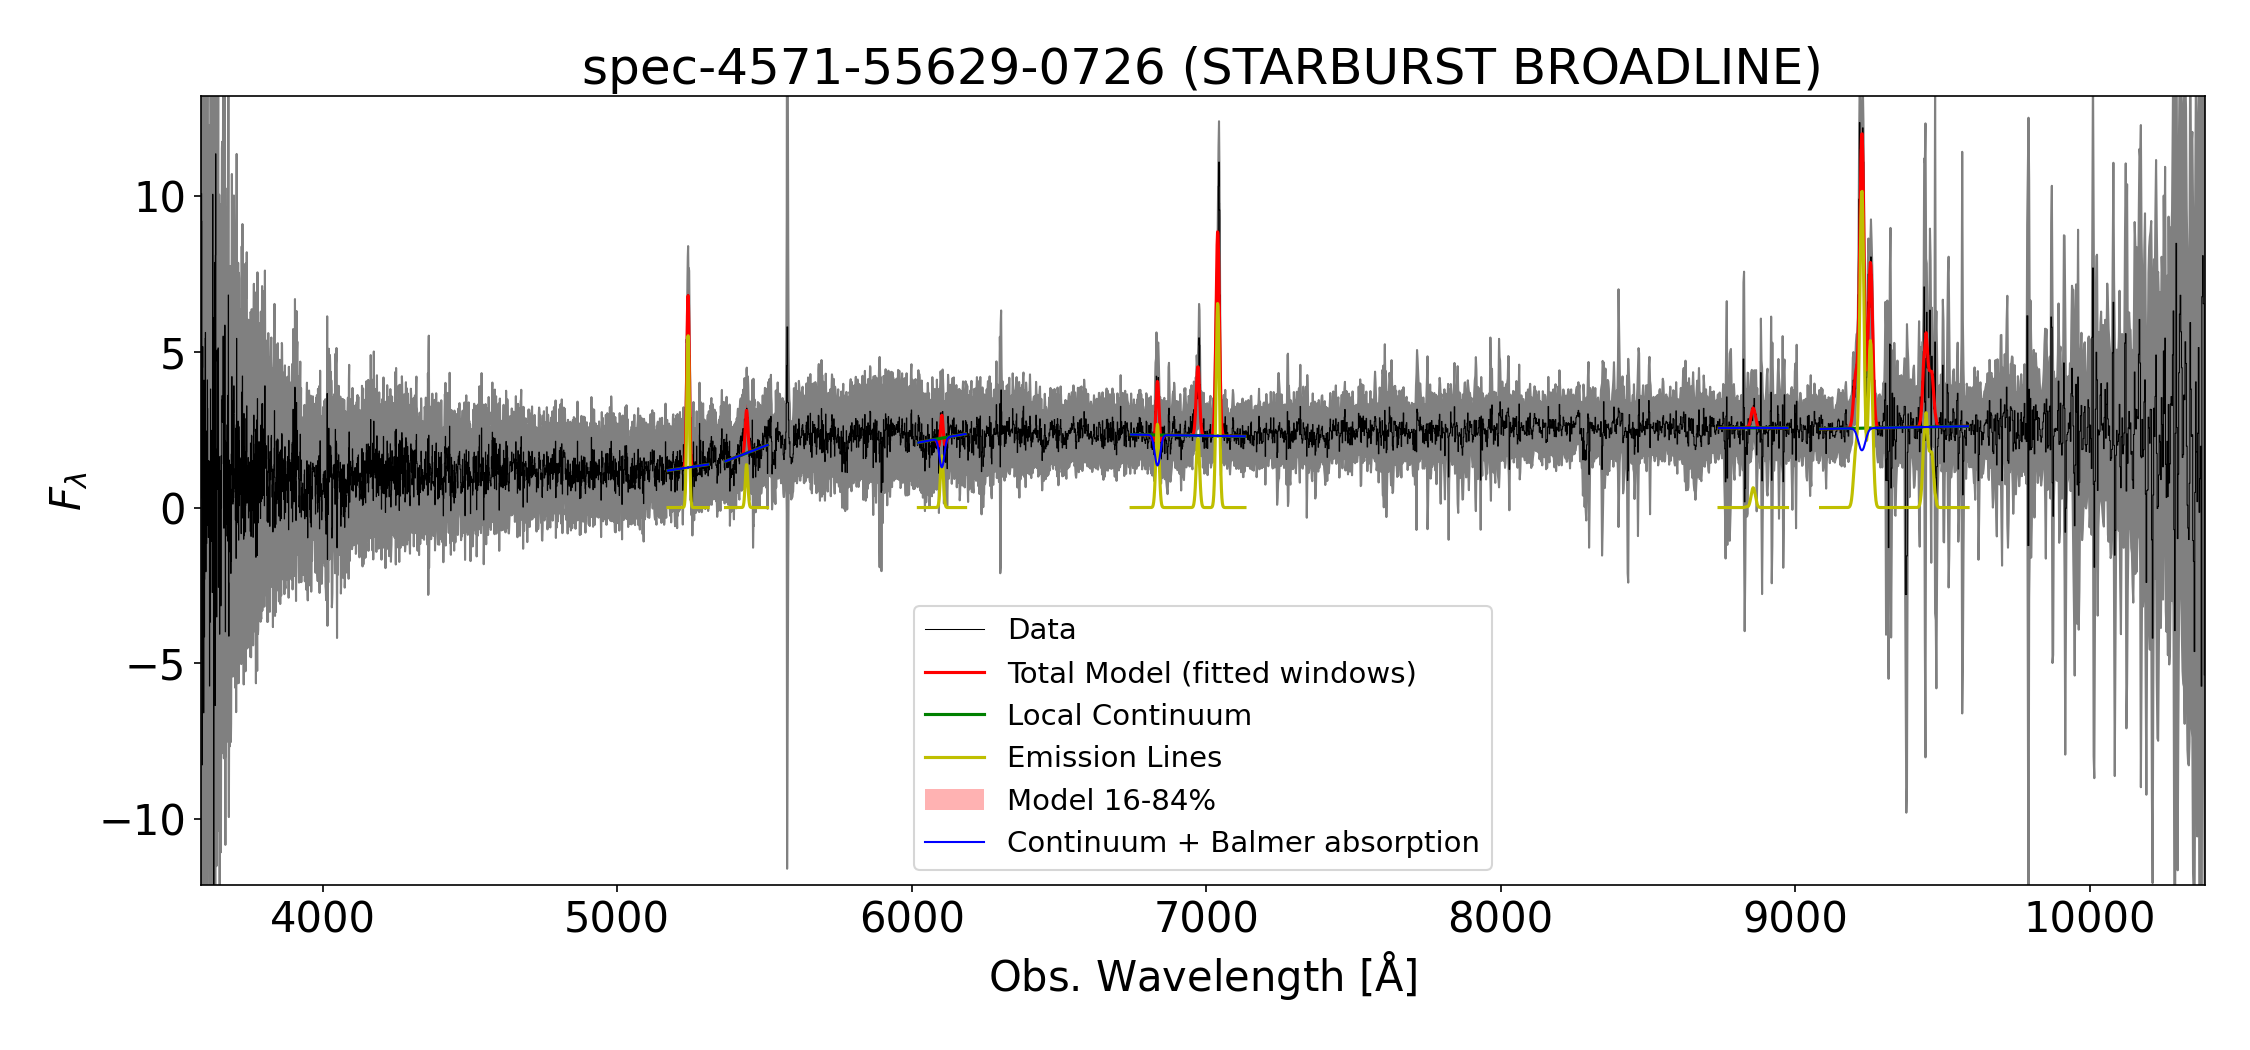 spec-4571-55629-0726 (STARBURST BROADLINE)
10
5
0
−5
−10
F_λ
Data
Total Model (fitted windows)
Local Continuum
Emission Lines
Model 16-84%
Continuum + Balmer absorption
4000 5000 6000 7000 8000 9000 10000
Obs. Wavelength [Å]